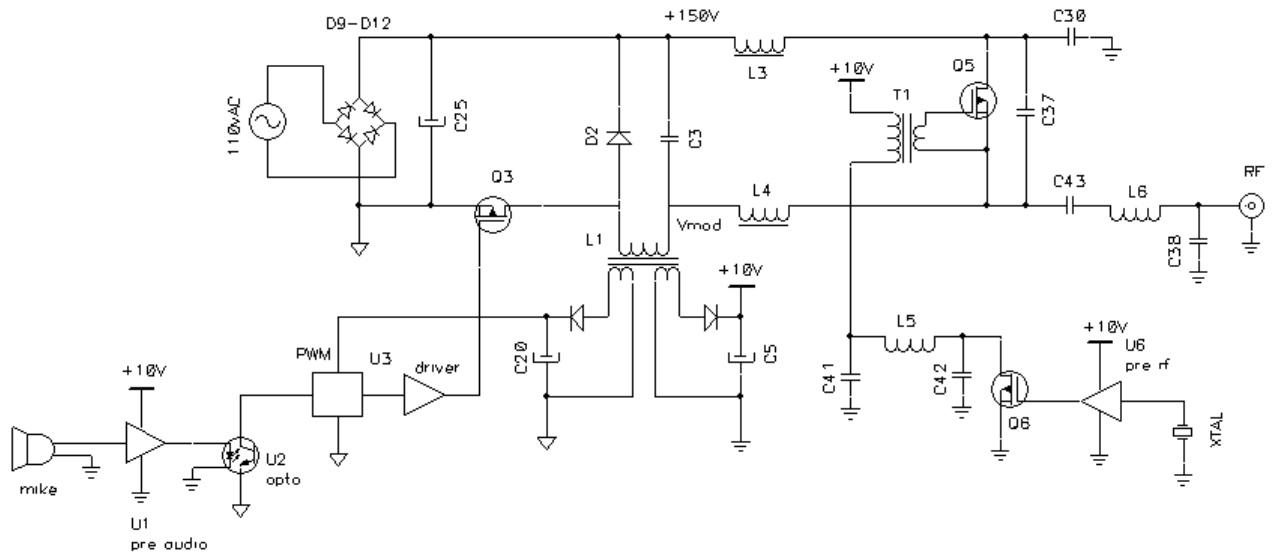 D9-D12
+150V
C30
110vAC
C25
D2
C3
L3
+10V
T1
Q5
C37
Q3
L4
Vmod
L1
C43
L6
RF
C38
+10V
C20
C5
PWM
U3
driver
+10V
L5
C41
C42
Q6
+10V
U6
pre rf
XTAL
mike
U1
pre audio
U2
opto